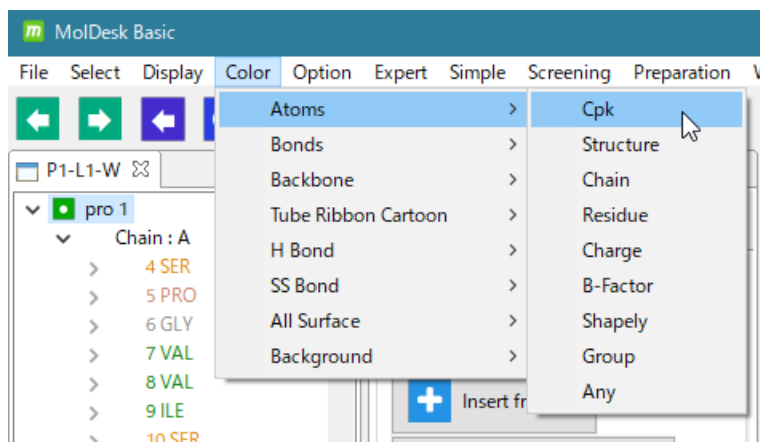 MolDesk Basic
File Select Display Color Option Expert Simple Screening Preparation
Atoms
Bonds
Backbone
Tube Ribbon Cartoon
H Bond
SS Bond
All Surface
Background
Cpk
Structure
Chain
Residue
Charge
B-Factor
Shapely
Group
Any
P1-L1-W
pro 1
Chain : A
4 SER
5 PRO
6 GLY
7 VAL
8 VAL
9 ILE
10 SER
Insert fr